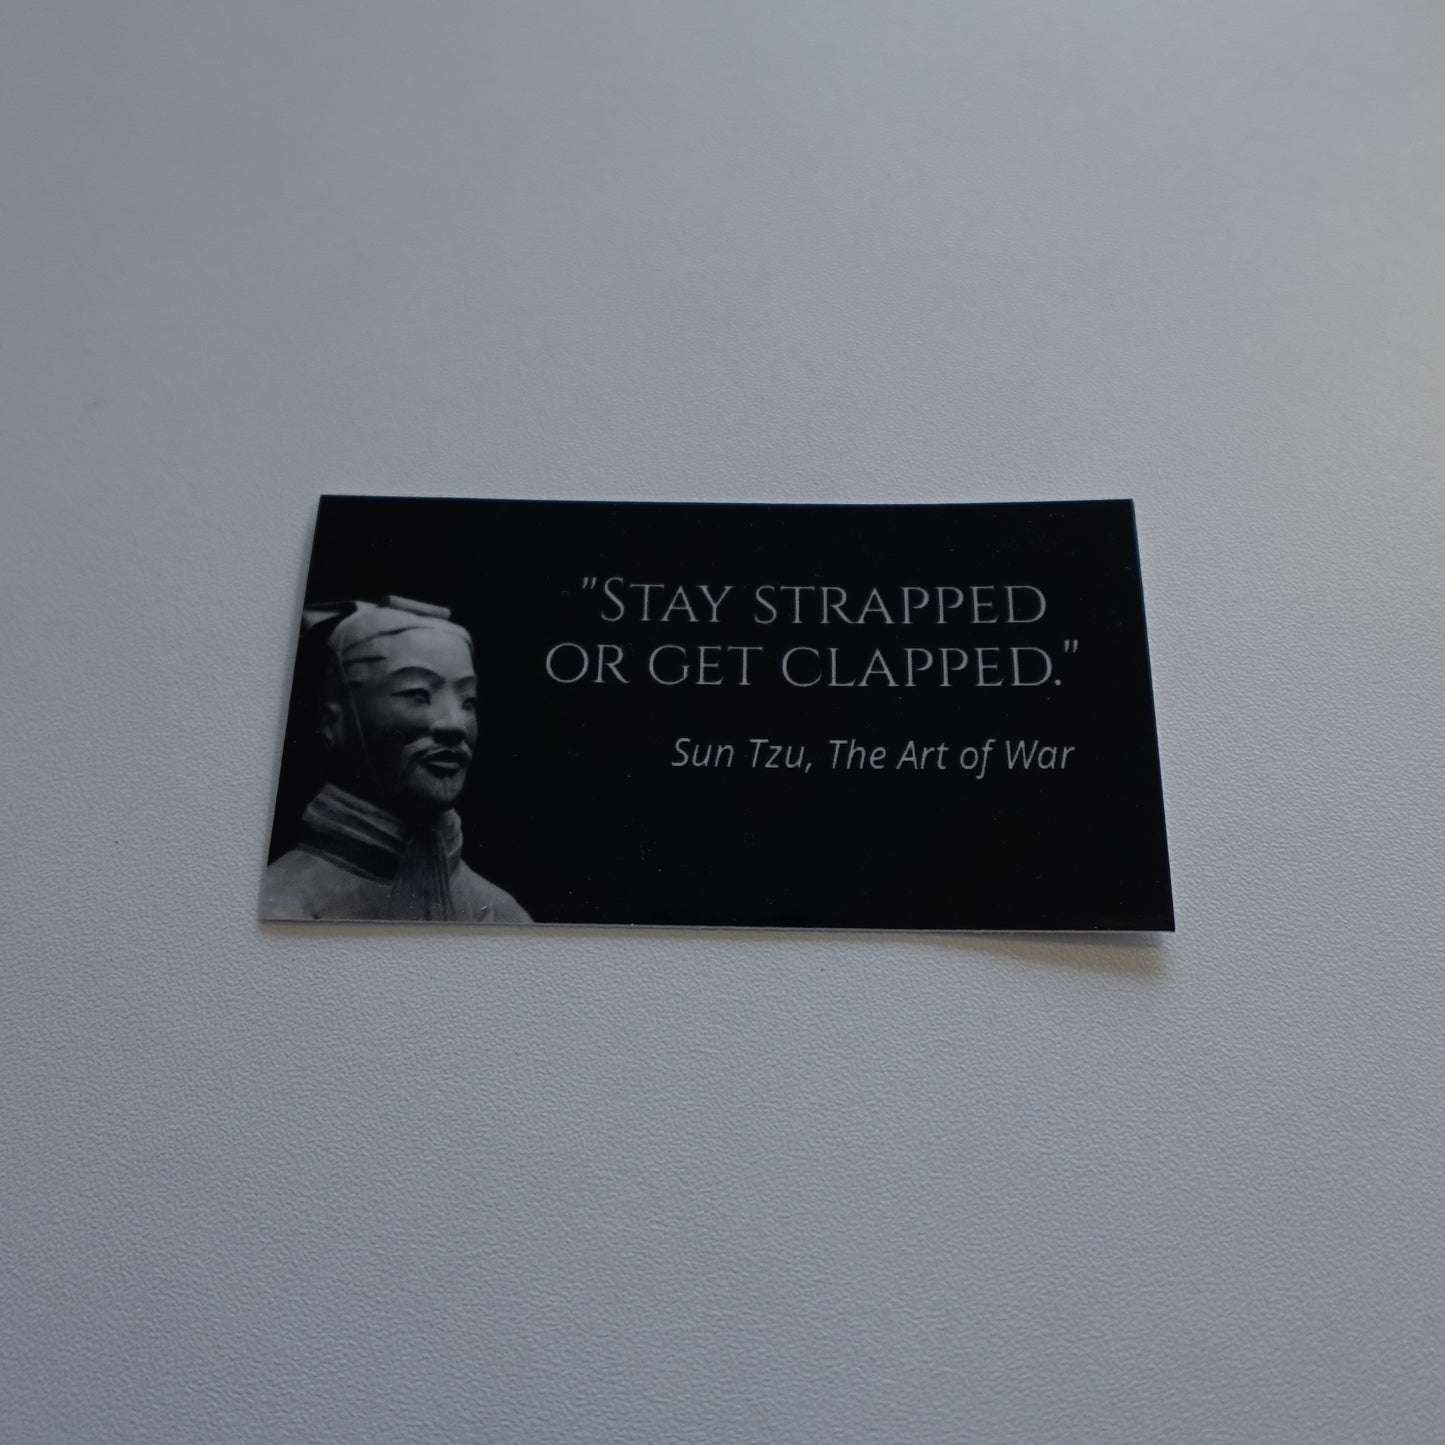 "STAY STRAPPED
OR GET CLAPPED."
Sun Tzu, The Art of War